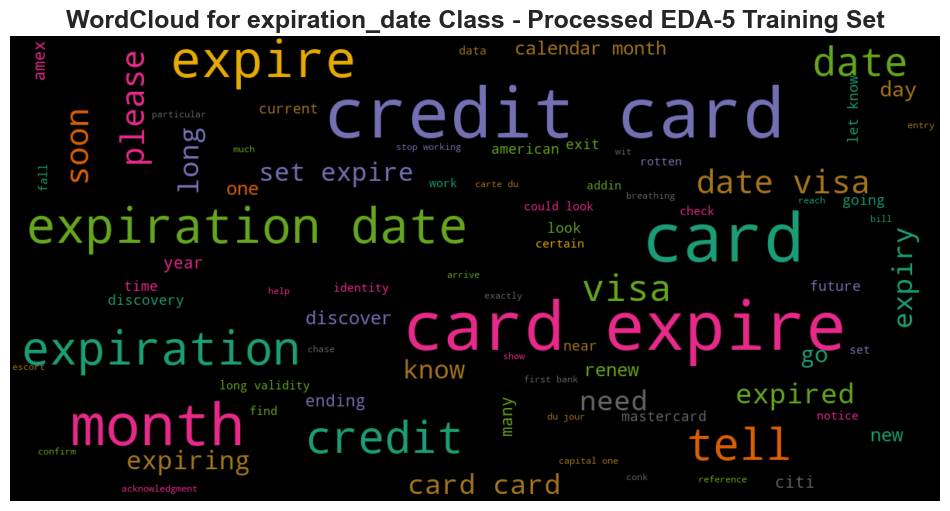 WordCloud for expiration_date Class - Processed EDA-5 Training Set
amex
expire
data
calendar month
date
please
soon
long
particular
current
credit card
let know
day
entry
much
stop working
american
exit
wit
rotten
fall
one
set expire
work
carte du
addin
breathing
date visa
reach
going
bill
expiration date
could look
look
certain
check
card
expiry
year
time
discovery
help
identity
arrive
exactly
visa
future
discover
card expire
expiration
chase
escort
know
show
near
go
set
first bank
renew
long validity
find
ending
many
du jour
need
mastercard
expired
notice
month
credit
tell
new
confirm
expiring
capital one
conk
reference
citi
acknowledgment
card card